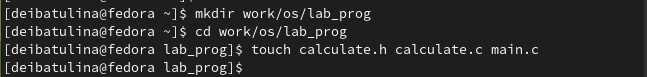 [deibatulina@fedora ~]$ mkdir work/os/lab_prog
[deibatulina@fedora ~]$ cd work/os/lab_prog
[deibatulina@fedora lab_prog]$ touch calculate.h calculate.c main.c
[deibatulina@fedora lab_prog]$